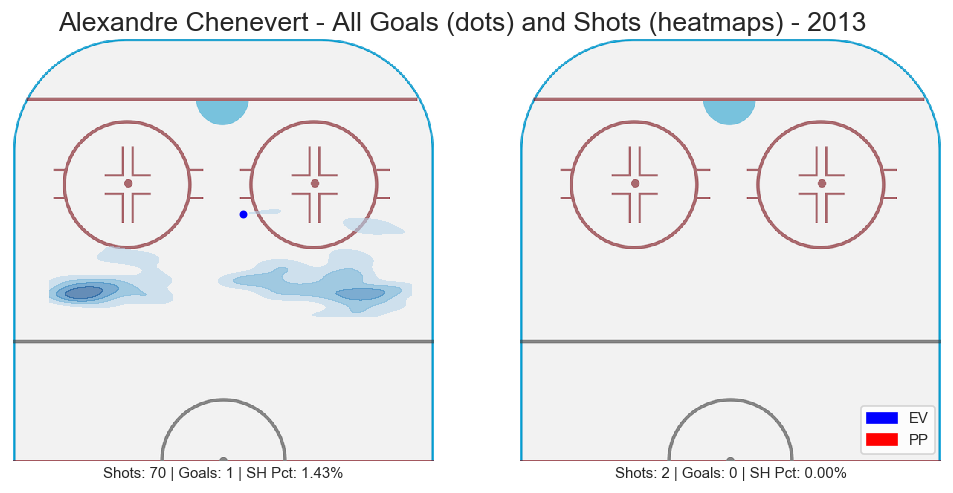 Alexandre Chenevert - All Goals (dots) and Shots (heatmaps) - 2013
EV
PP
Shots: 70 | Goals: 1 | SH Pct: 1.43%
Shots: 2 | Goals: 0 | SH Pct: 0.00%